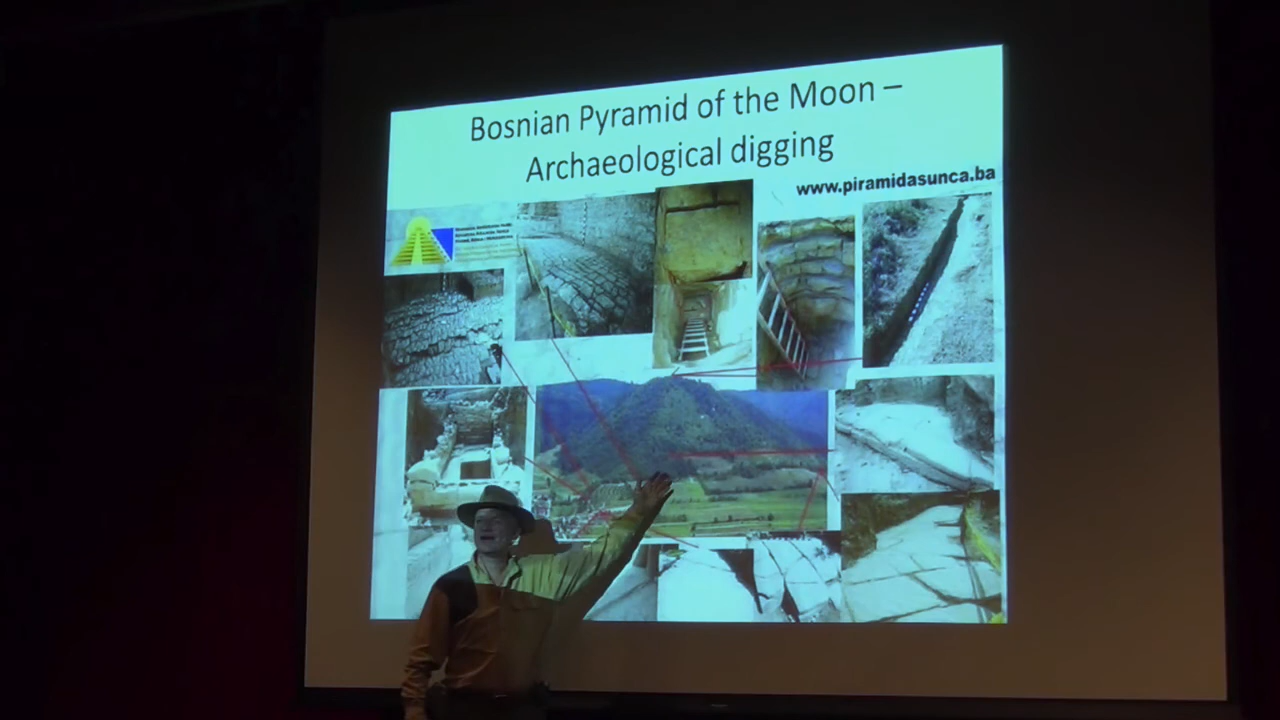 Bosnian Pyramid of the Moon –
Archaeological digging
www.piramidasunca.ba